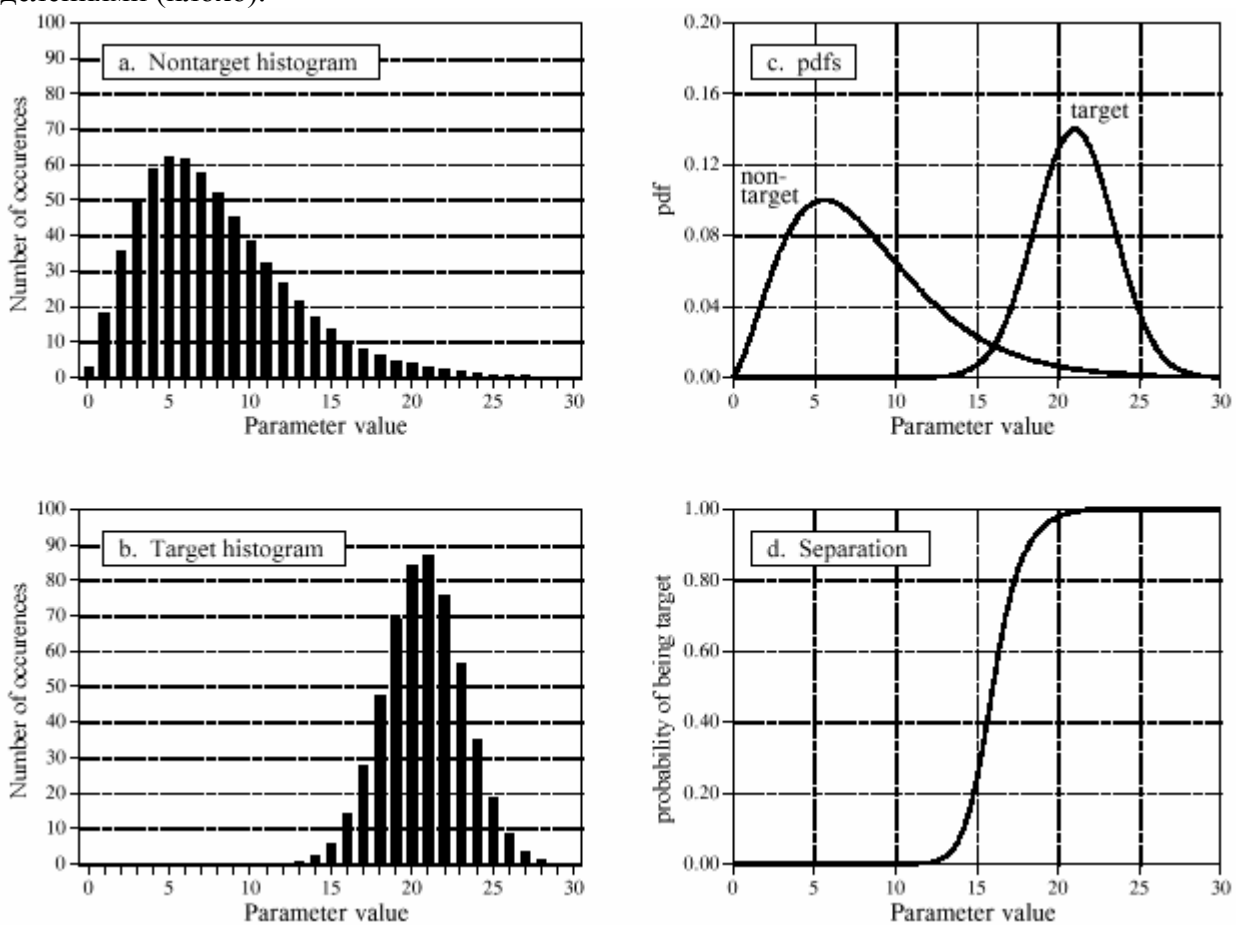 делениями (плохо).
a. Nontarget histogram
Number of occurences
100
90
80
70
60
50
40
30
20
10
0
0 5 10 15 20 25 30
Parameter value
c. pdfs
pdf
0.20
0.16
0.12
0.08
0.04
0.00
target
non-
target
0 5 10 15 20 25 30
Parameter value
b. Target histogram
Number of occurences
100
90
80
70
60
50
40
30
20
10
0
0 5 10 15 20 25 30
Parameter value
d. Separation
probability of being target
1.00
0.80
0.60
0.40
0.20
0.00
0 5 10 15 20 25 30
Parameter value